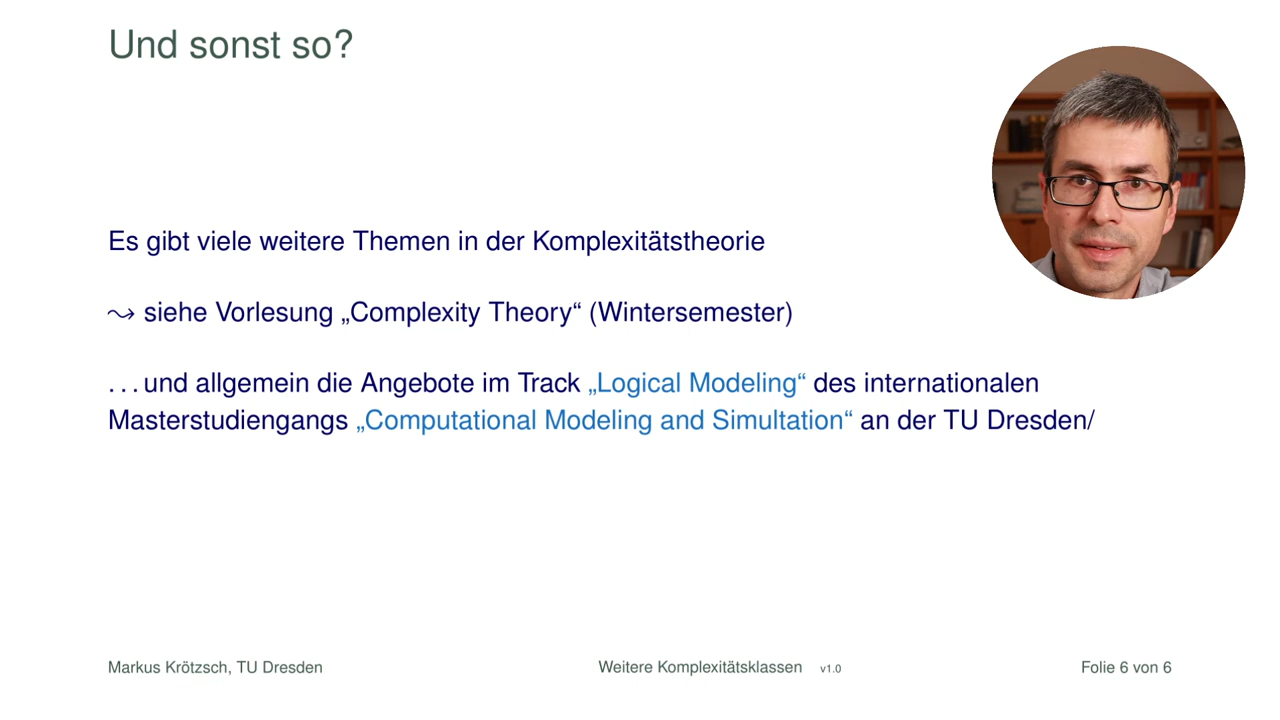 Und sonst so?
Es gibt viele weitere Themen in der Komplexitätstheorie
⤳ siehe Vorlesung „Complexity Theory“ (Wintersemester)
. . . und allgemein die Angebote im Track „Logical Modeling“ des internationalen
Masterstudiengangs „Computational Modeling and Simultation“ an der TU Dresden/
Markus Krötzsch, TU Dresden
Weitere Komplexitätsklassen v1.0
Folie 6 von 6